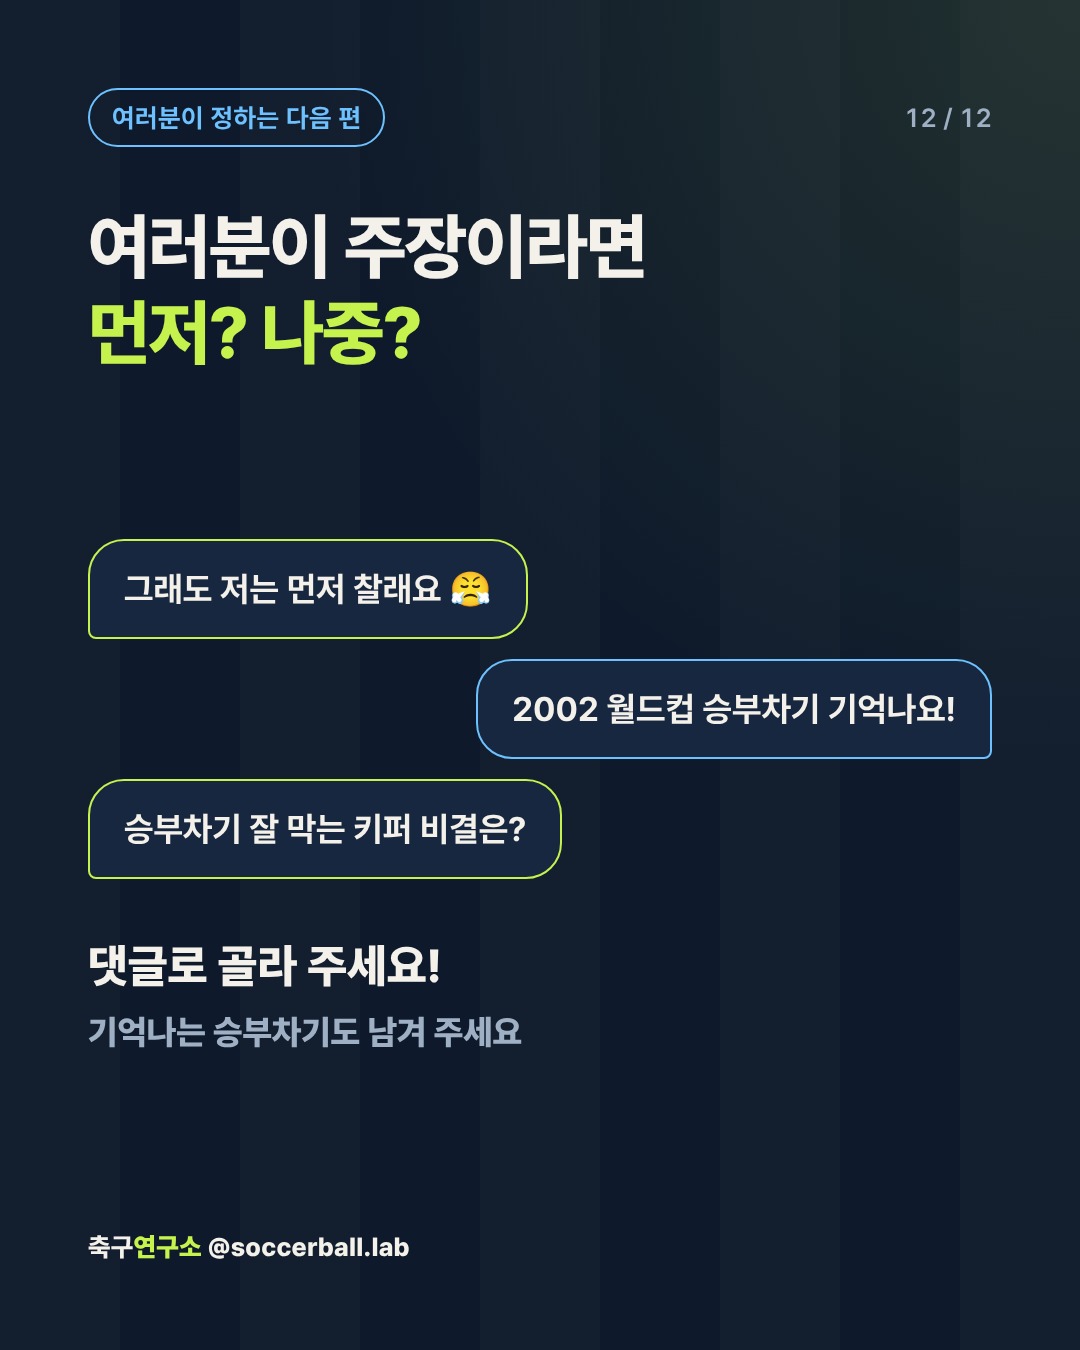 여러분이 정하는 다음 편
12 / 12
여러분이 주장이라면
먼저? 나중?
그래도 저는 먼저 찰래요 😤
2002 월드컵 승부차기 기억나요!
승부차기 잘 막는 키퍼 비결은?
댓글로 골라 주세요!
기억나는 승부차기도 남겨 주세요
축구연구소 @soccerball.lab